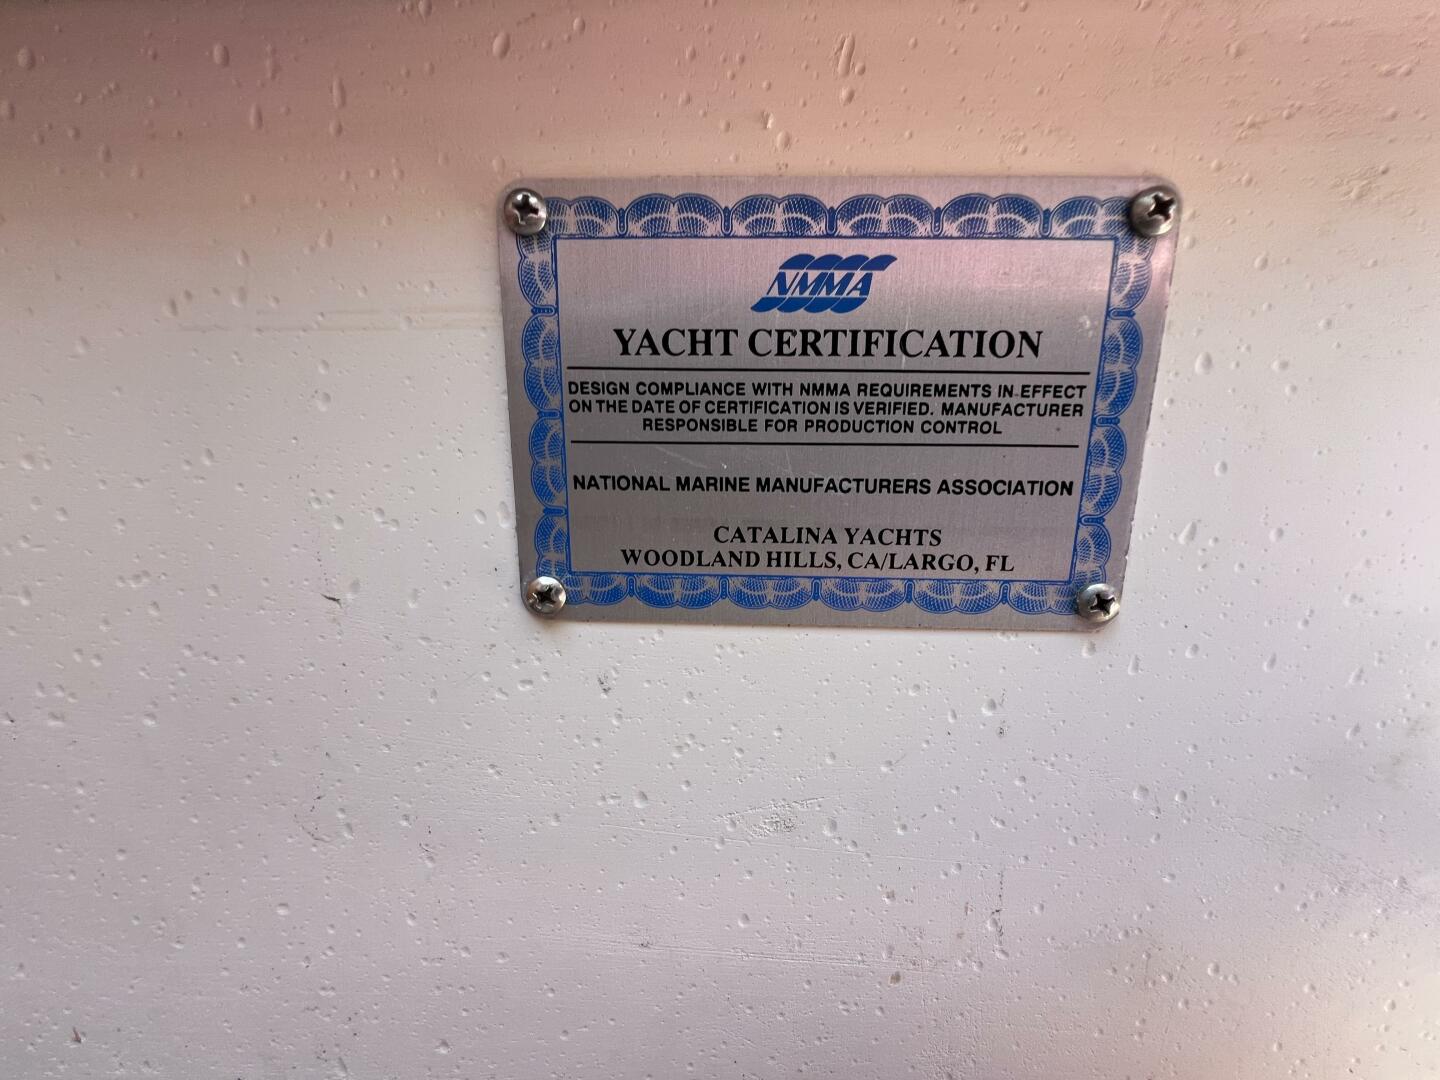 NMMA
YACHT CERTIFICATION
DESIGN COMPLIANCE WITH NMMA REQUIREMENTS IN EFFECT
ON THE DATE OF CERTIFICATION IS VERIFIED. MANUFACTURER
RESPONSIBLE FOR PRODUCTION CONTROL
NATIONAL MARINE MANUFACTURERS ASSOCIATION
CATALINA YACHTS
WOODLAND HILLS, CA/LARGO, FL